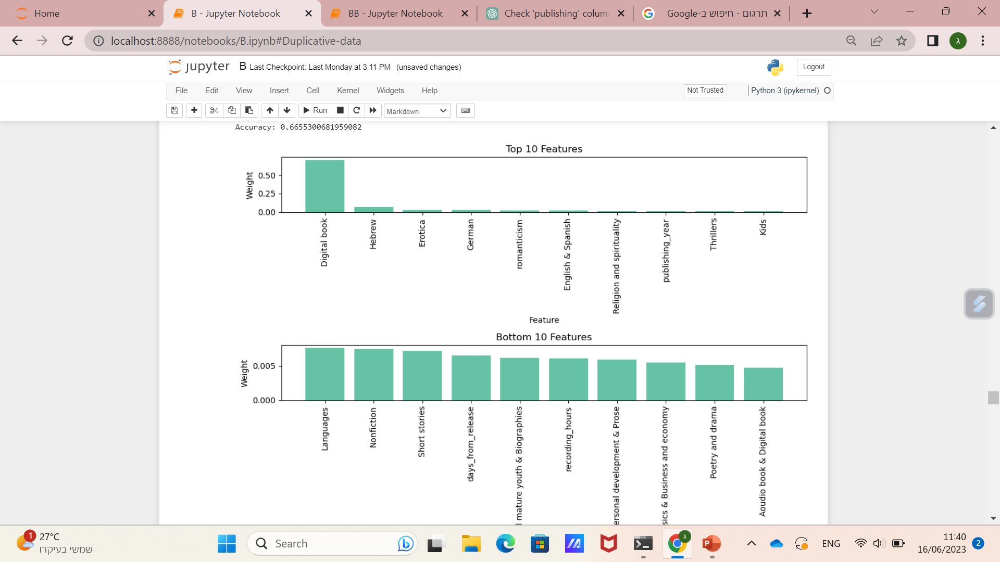 Home
B - Jupyter Notebook
BB - Jupyter Notebook
Check 'publishing' colum
תרגום - חיפוש ב-Google
localhost:8888/notebooks/B.ipynb#Duplicative-data
ג
jupyter B Last Checkpoint: Last Monday at 3:11 PM (unsaved changes)
Logout
File Edit View Insert Cell Kernel Widgets Help
Not Trusted
Python 3 (ipykernel)
Run
Markdown
Accuracy: 0.6655300681959082
Top 10 Features
Weight
0.50
0.25
0.00
Digital book
Hebrew
Erotica
German
romanticism
English & Spanish
Religion and spirituality
publishing_year
Thrillers
Kids
Feature
Bottom 10 Features
Weight
0.005
0.000
Languages
Nonfiction
Short stories
days_from_release
mature youth & Biographies
recording_hours
ersonal development & Prose
sics & Business and economy
Poetry and drama
Aoudio book & Digital book
1
27°C
שמשי בעיקרו
Search
ג
P
ENG
11:40
16/06/2023
2